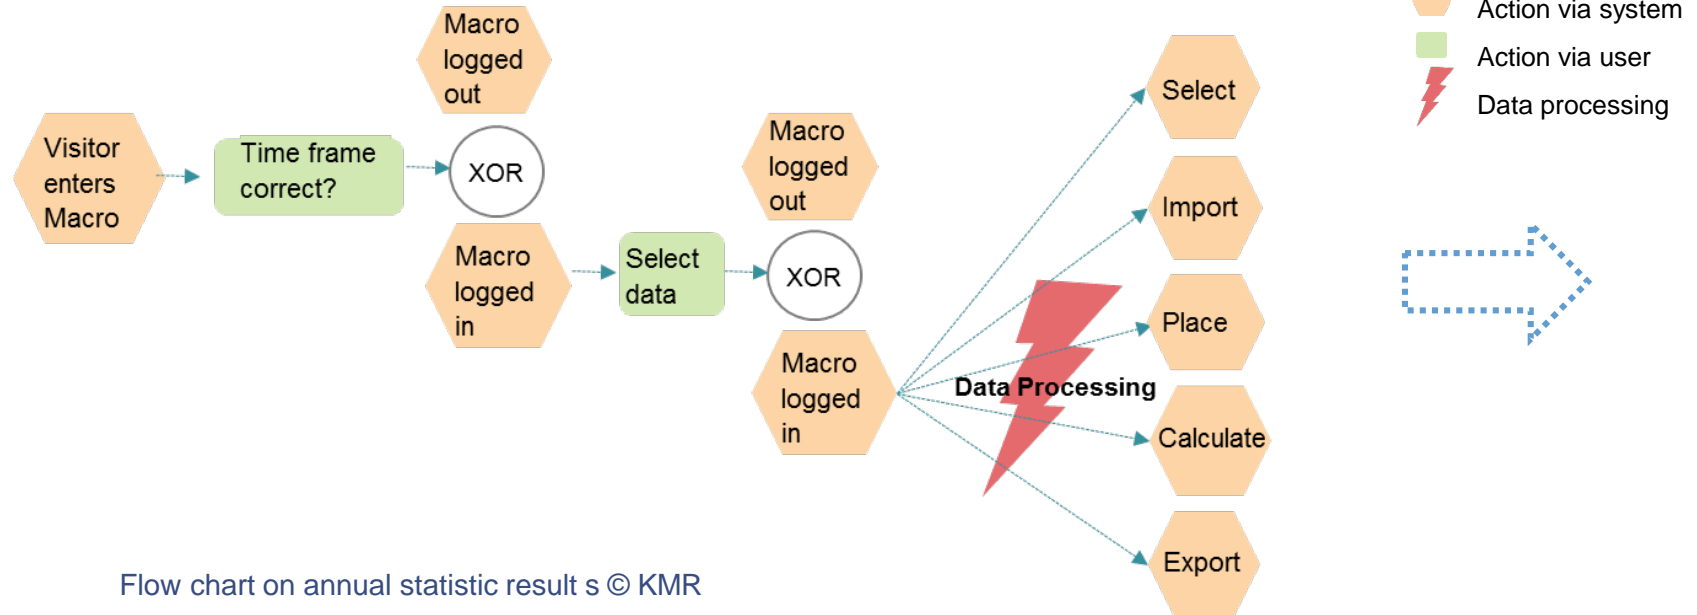 Visitor
enters
Macro
Time frame
correct?
Macro
logged
out
XOR
Macro
logged
in
Select
data
Macro
logged
out
XOR
Macro
logged
in
Data Processing
Select
Import
Place
Calculate
Export
Action via system
Action via user
Data processing
Flow chart on annual statistic result s © KMR